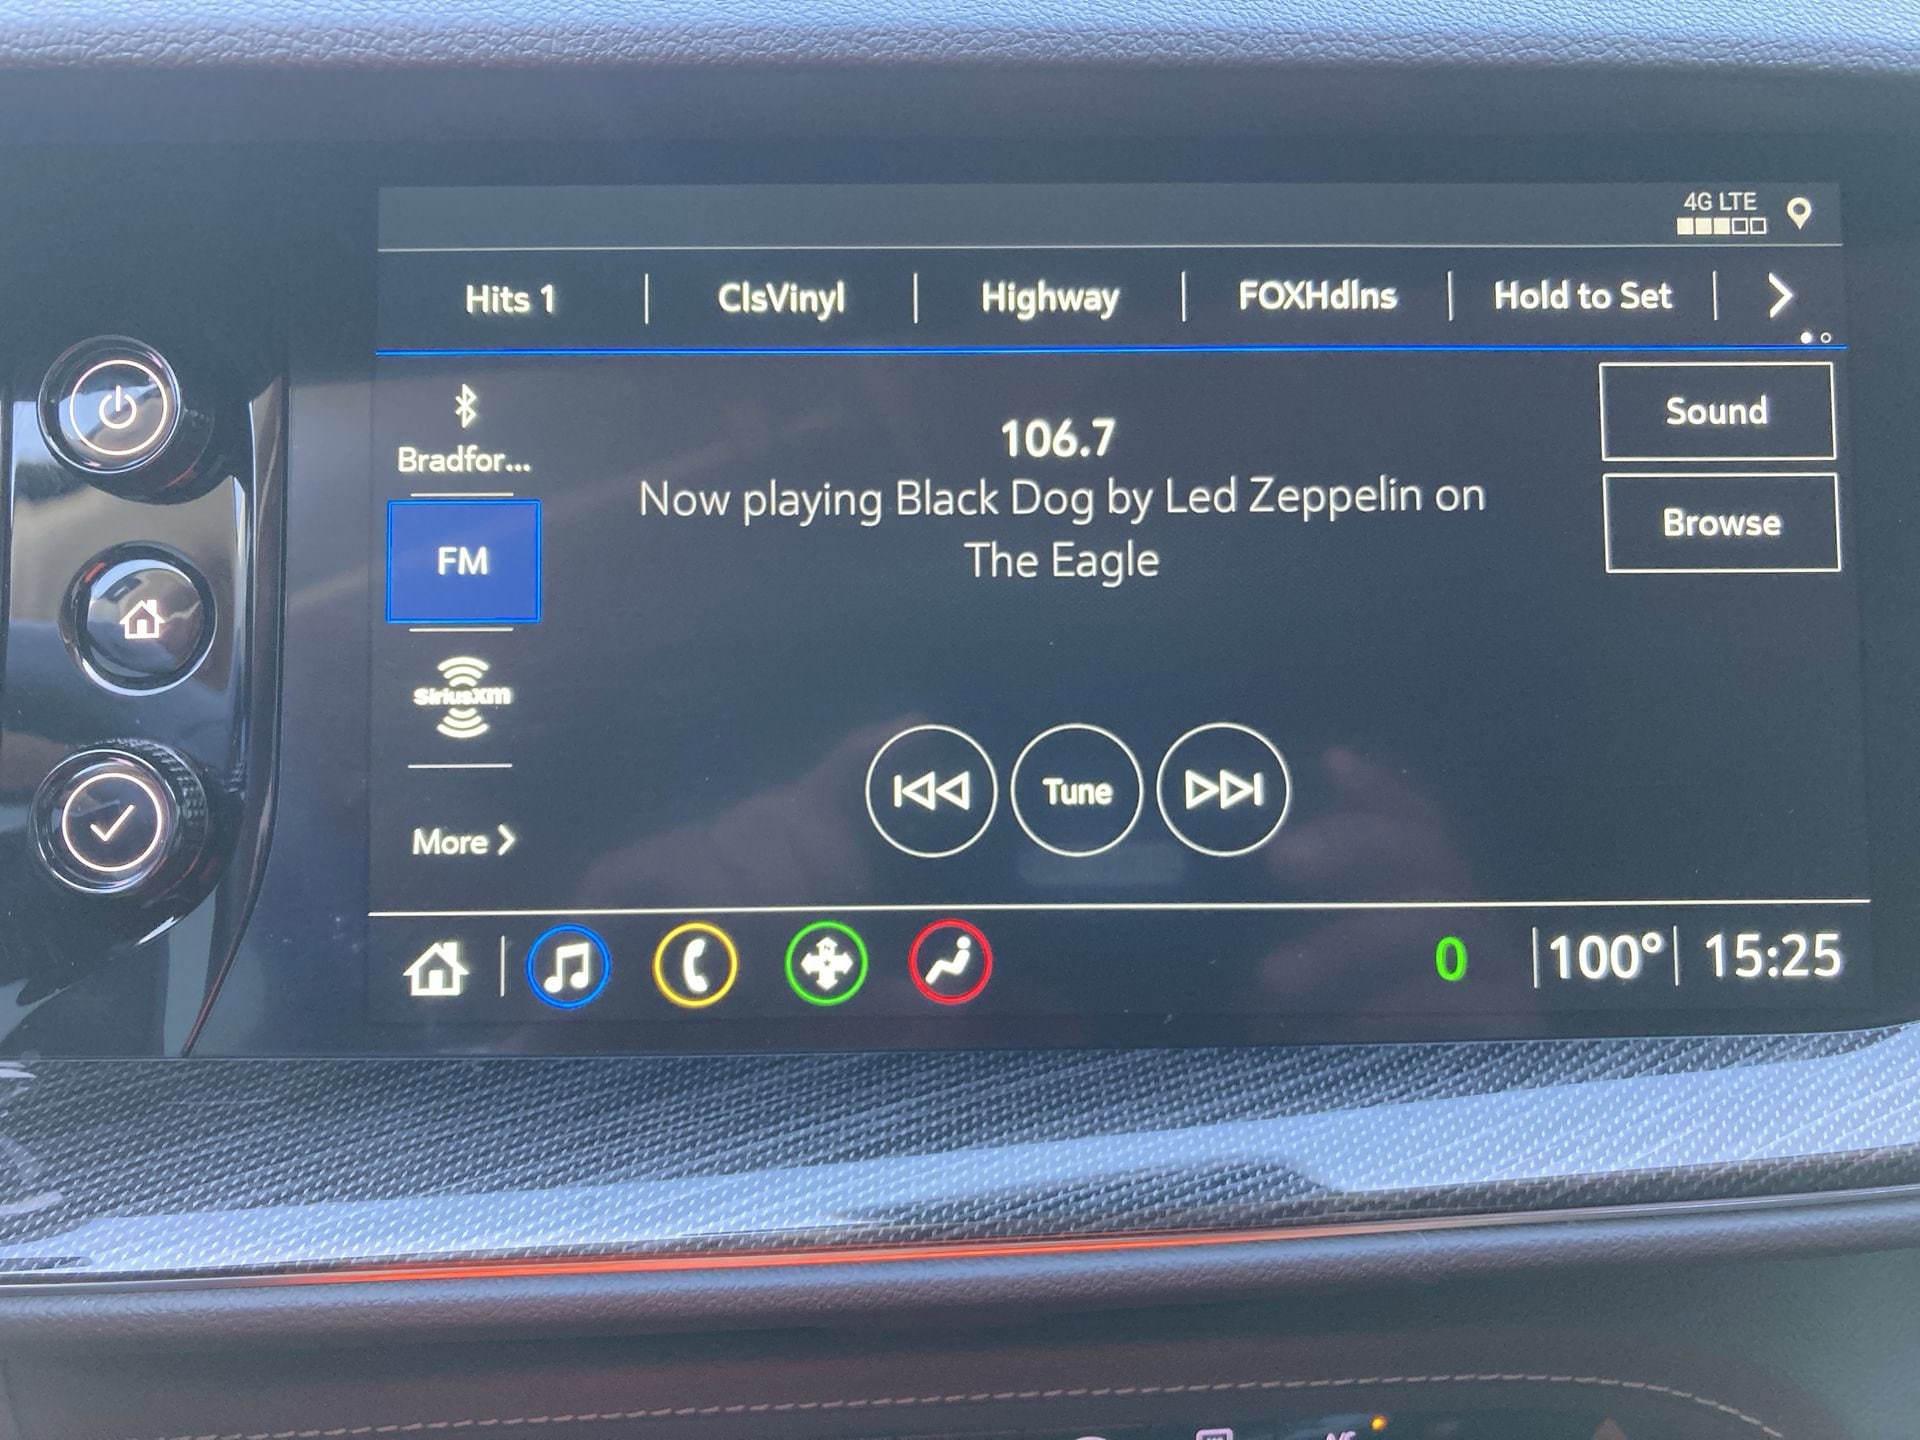 4G LTE
Hits 1 ClsVinyl Highway FOXHdlns Hold to Set
Bradfor...
FM
SiriusXM
More
106.7
Now playing Black Dog by Led Zeppelin on
The Eagle
Sound
Browse
Tune
0 100° 15:25